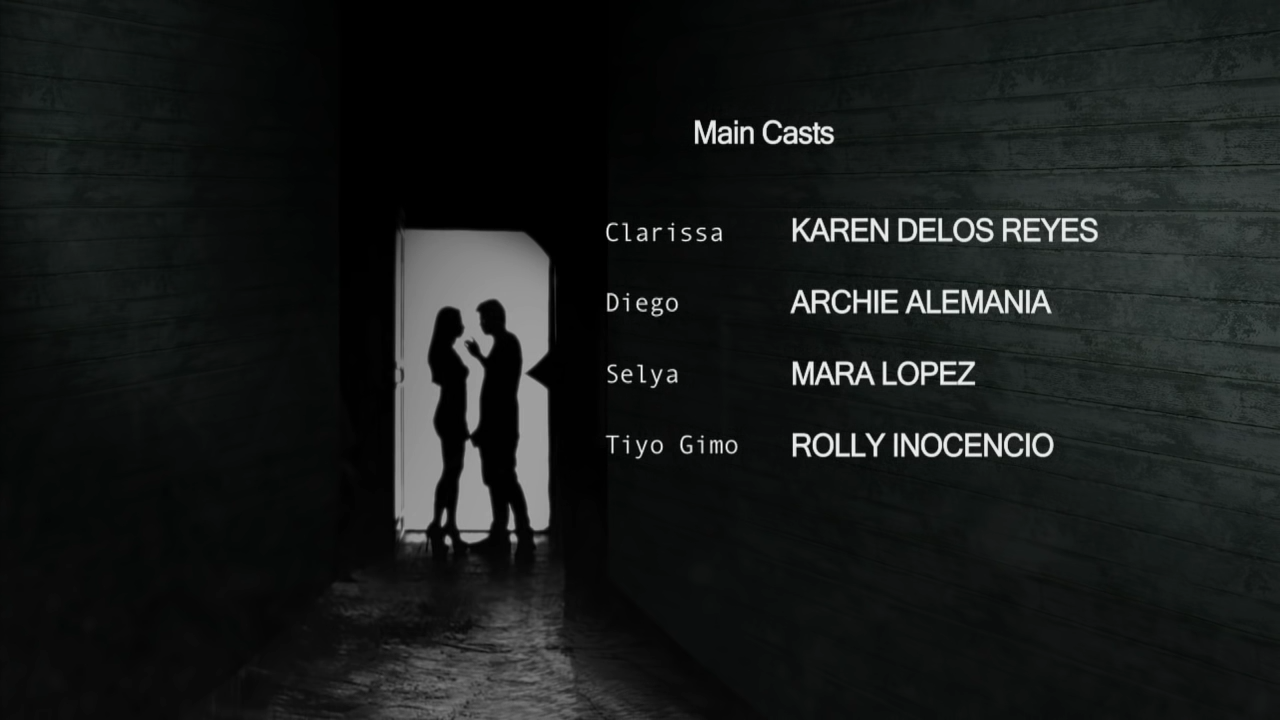 Main Casts
Clarissa KAREN DELOS REYES
Diego ARCHIE ALEMANIA
Selya MARA LOPEZ
Tiyo Gimo ROLLY INOCENCIO